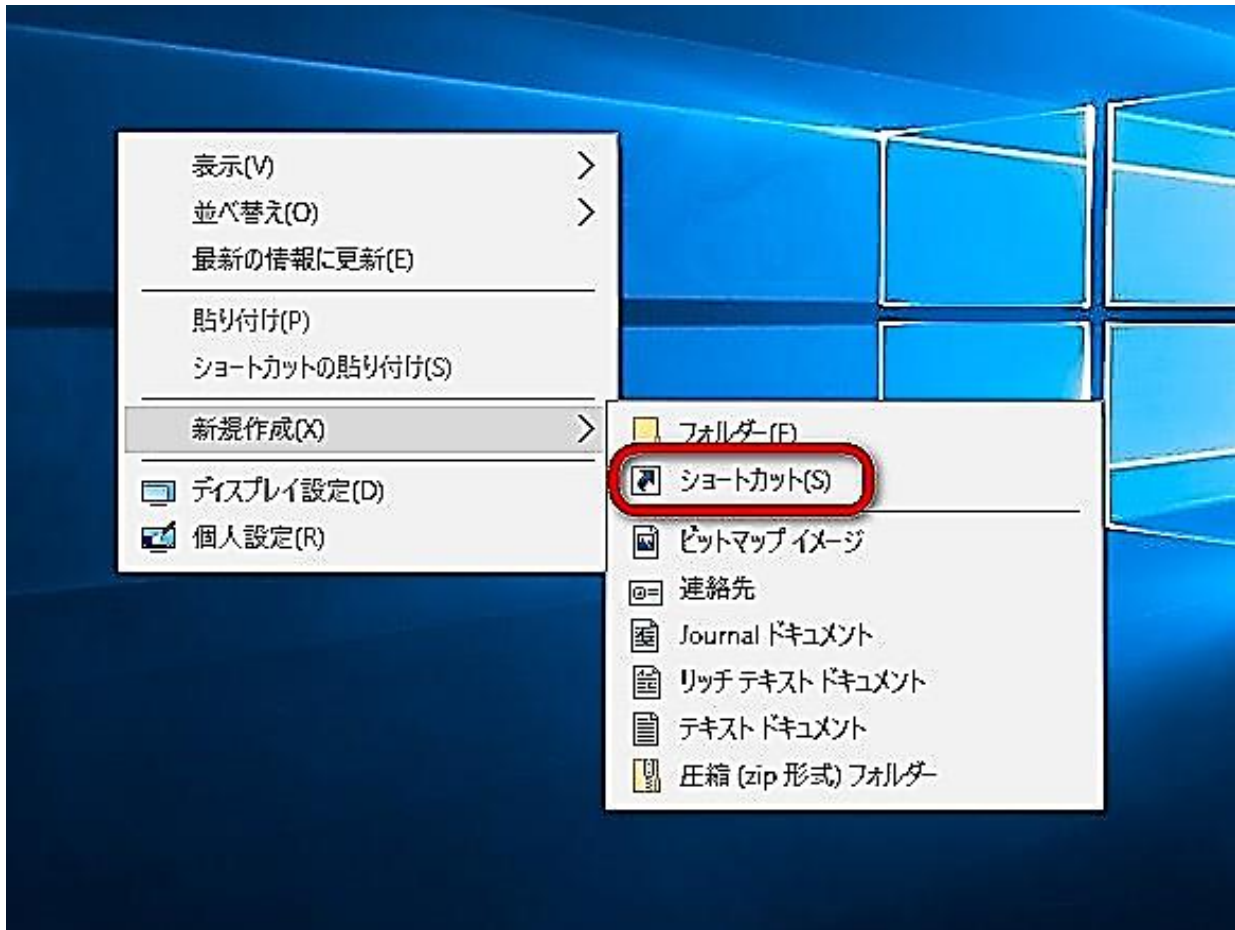 表示(V)
並べ替え(O)
最新の情報に更新(E)
貼り付け(P)
ショートカットの貼り付け(S)
新規作成(X)
ディスプレイ設定(D)
個人設定(R)
フォルダー(F)
ショートカット(S)
ビットマップ イメージ
連絡先
Journal ドキュメント
リッチ テキスト ドキュメント
テキスト ドキュメント
圧縮 (zip 形式) フォルダー